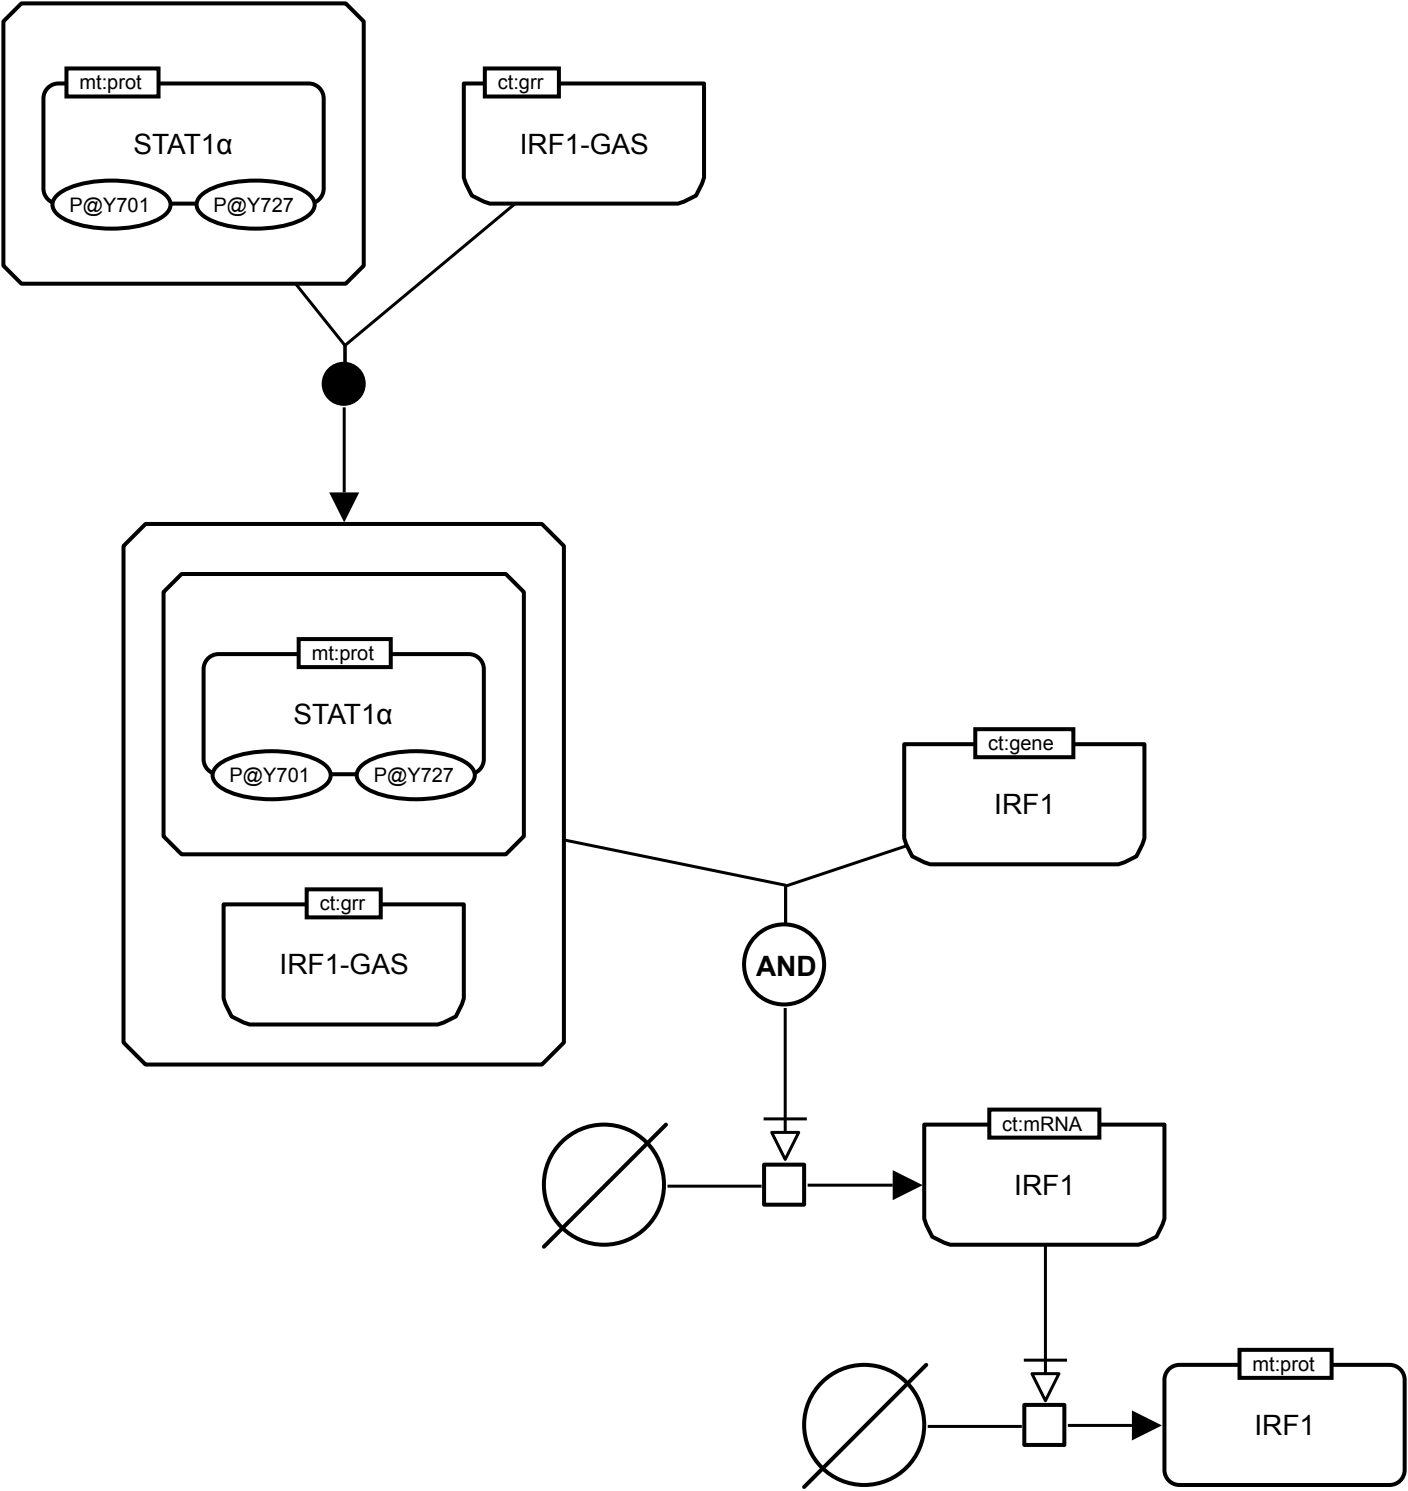 mt:prot
STAT1α
P@Y701
P@Y727
ct:grr
IRF1-GAS
mt:prot
STAT1α
P@Y701
P@Y727
ct:grr
IRF1-GAS
ct:gene
IRF1
AND
ct:mRNA
IRF1
mt:prot
IRF1